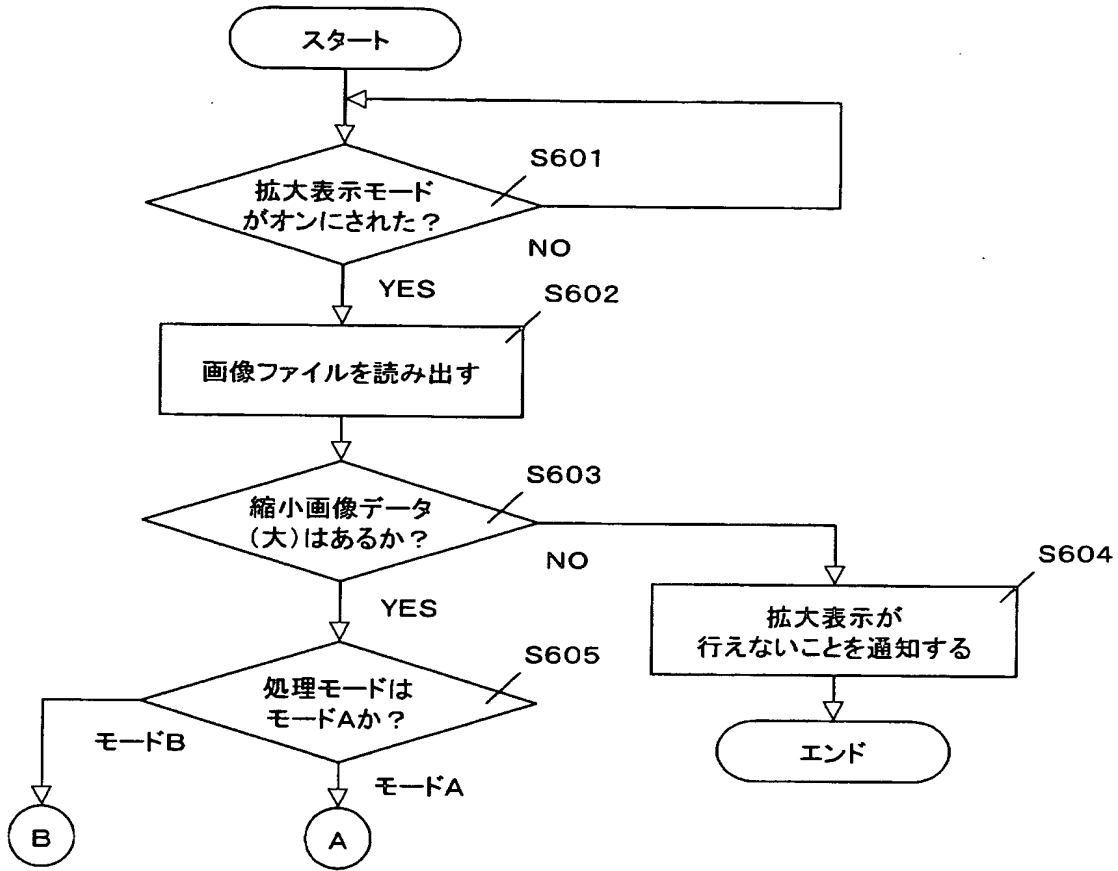 スタート
S601
拡大表示モード
がオンにされた?
NO
YES
S602
画像ファイルを読み出す
S603
縮小画像データ
(大)はあるか?
NO
YES
S604
拡大表示が
行えないことを通知する
S605
処理モードは
モードAか?
エンド
モードB
モードA
B
A